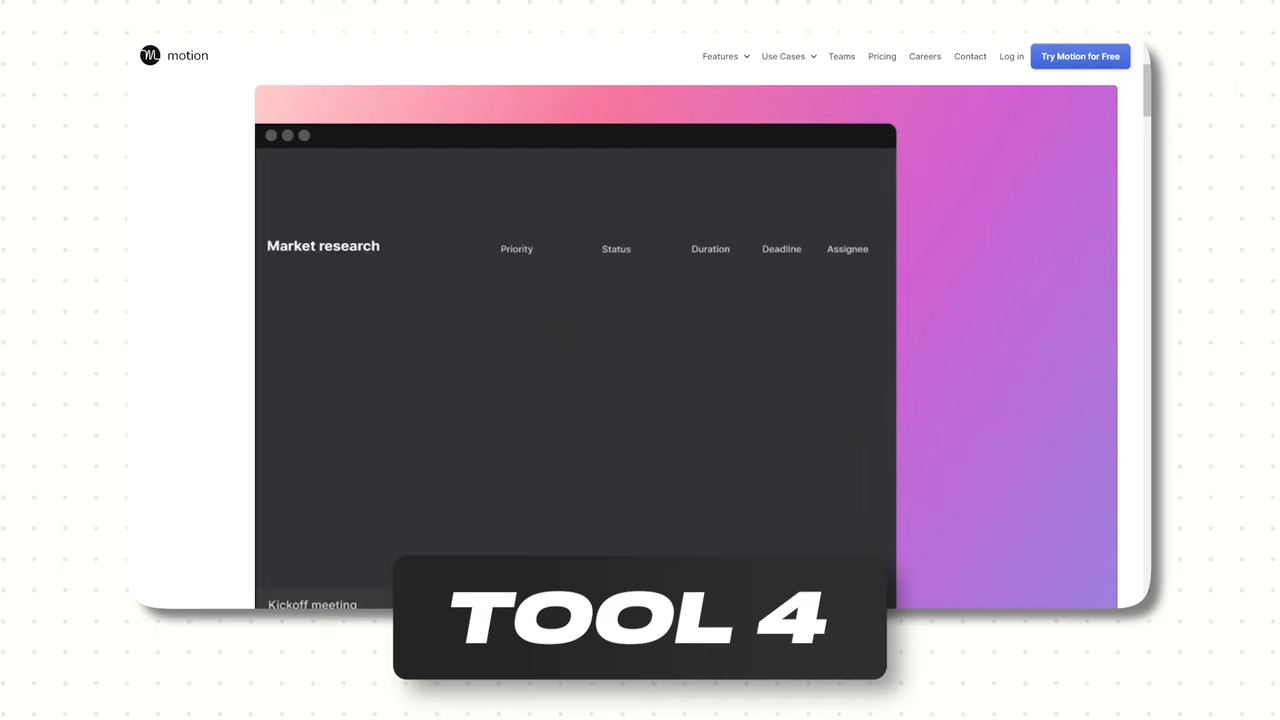 motion
Features Use Cases Teams Pricing Careers Contact Log in Try Motion for Free
Market research Priority Status Duration Deadline Assignee
Kickoff meeting
TOOL 4